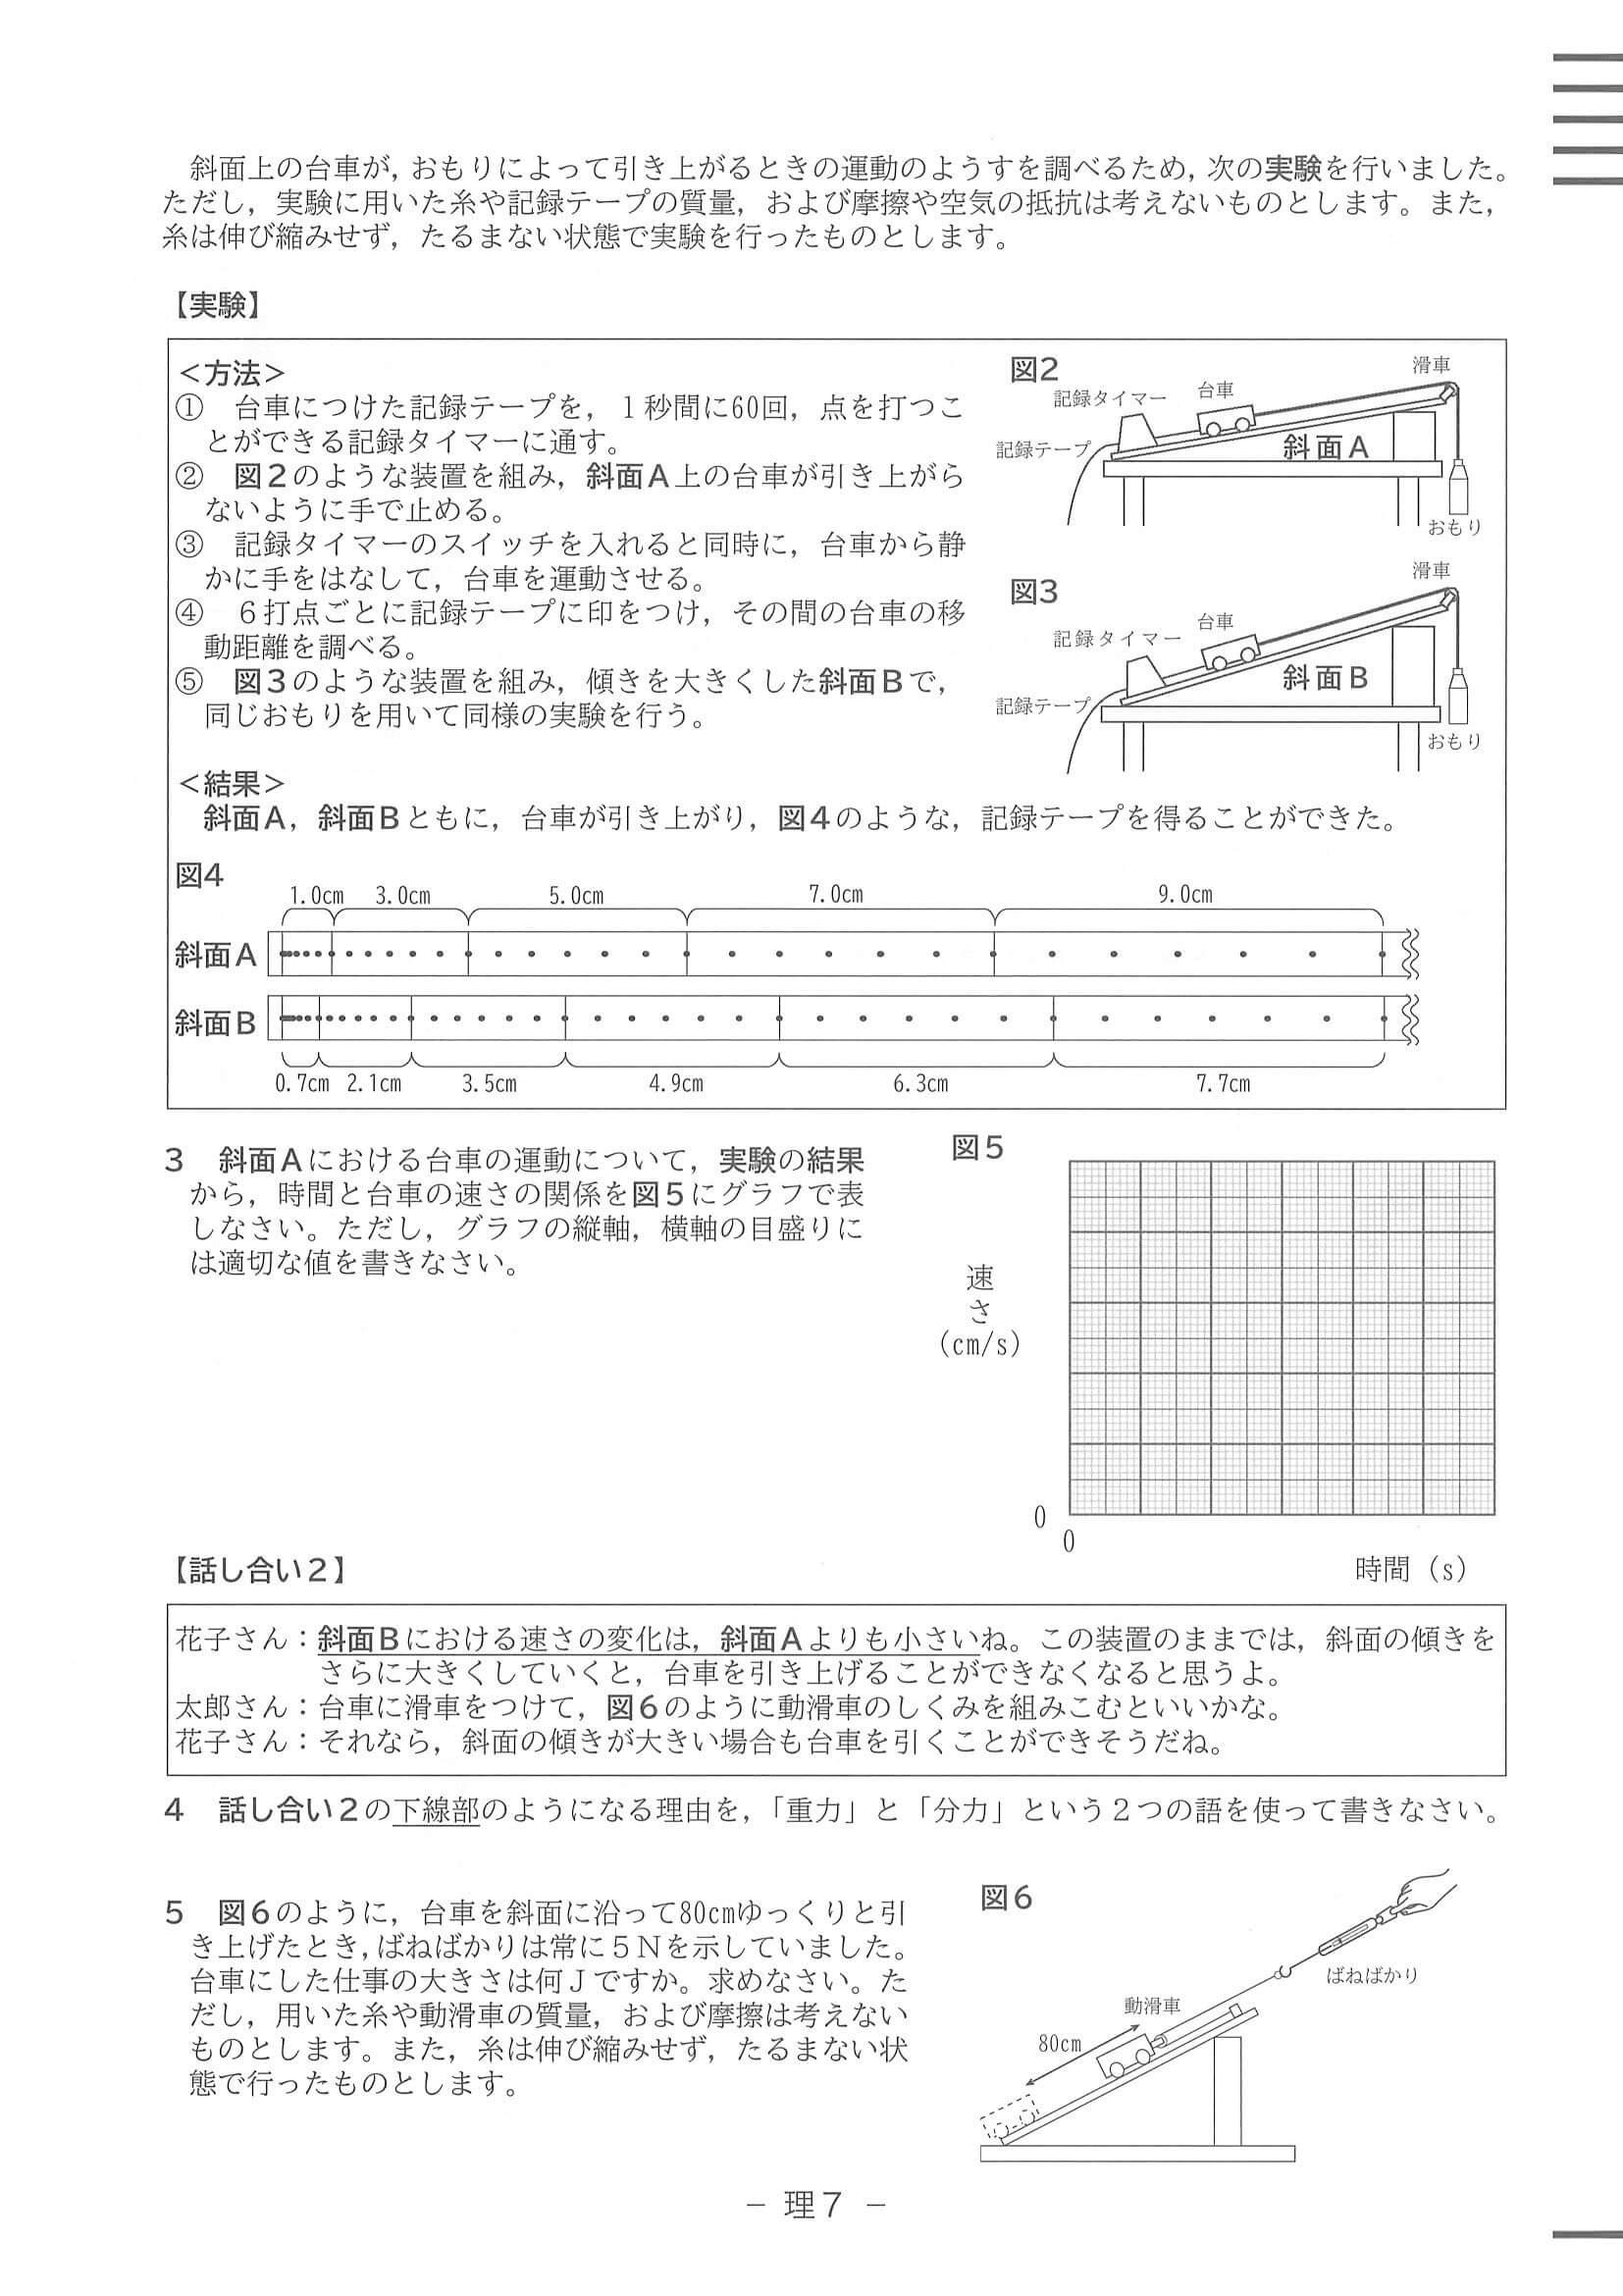 斜面上の台車が，おもりによって引き上がるときの運動のようすを調べるため，次の実験を行いました。
ただし，実験に用いた糸や記録テープの質量，および摩擦や空気の抵抗は考えないものとします。また，
糸は伸び縮みせず，たるまない状態で実験を行ったものとします。
【実験】
＜方法＞
① 台車につけた記録テープを，１秒間に60回，点を打つこ
とができる記録タイマーに通す。
② 図２のような装置を組み，斜面Ａ上の台車が引き上がら
ないように手で止める。
③ 記録タイマーのスイッチを入れると同時に，台車から静
かに手をはなして，台車を運動させる。
④ ６打点ごとに記録テープに印をつけ，その間の台車の移
動距離を調べる。
⑤ 図３のような装置を組み，傾きを大きくした斜面Ｂで，
同じおもりを用いて同様の実験を行う。
図2
滑車
台車
記録タイマー
記録テープ
斜面Ａ
おもり
図3
滑車
台車
記録タイマー
斜面Ｂ
記録テープ
おもり
＜結果＞
斜面Ａ，斜面Ｂともに，台車が引き上がり，図４のような，記録テープを得ることができた。
図4
1.0cm 3.0cm 5.0cm 7.0cm 9.0cm
斜面Ａ
斜面Ｂ
0.7cm 2.1cm 3.5cm 4.9cm 6.3cm 7.7cm
３ 斜面Ａにおける台車の運動について，実験の結果
から，時間と台車の速さの関係を図５にグラフで表
しなさい。ただし，グラフの縦軸，横軸の目盛りに
は適切な値を書きなさい。
図５
速さ
(cm/s)
0
0
時間（s）
【話し合い２】
花子さん：斜面Ｂにおける速さの変化は，斜面Ａよりも小さいね。この装置のままでは，斜面の傾きを
さらに大きくしていくと，台車を引き上げることができなくなると思うよ。
太郎さん：台車に滑車をつけて，図６のように動滑車のしくみを組みこむといいかな。
花子さん：それなら，斜面の傾きが大きい場合も台車を引くことができそうだね。
４ 話し合い２の下線部のようになる理由を，「重力」と「分力」という２つの語を使って書きなさい。
５ 図６のように，台車を斜面に沿って80cmゆっくりと引
き上げたとき，ばねばかりは常に５Ｎを示していました。
台車にした仕事の大きさは何Ｊですか。求めなさい。た
だし，用いた糸や動滑車の質量，および摩擦は考えない
ものとします。また，糸は伸び縮みせず，たるまない状
態で行ったものとします。
図６
ばねばかり
動滑車
80cm
－ 理７ －